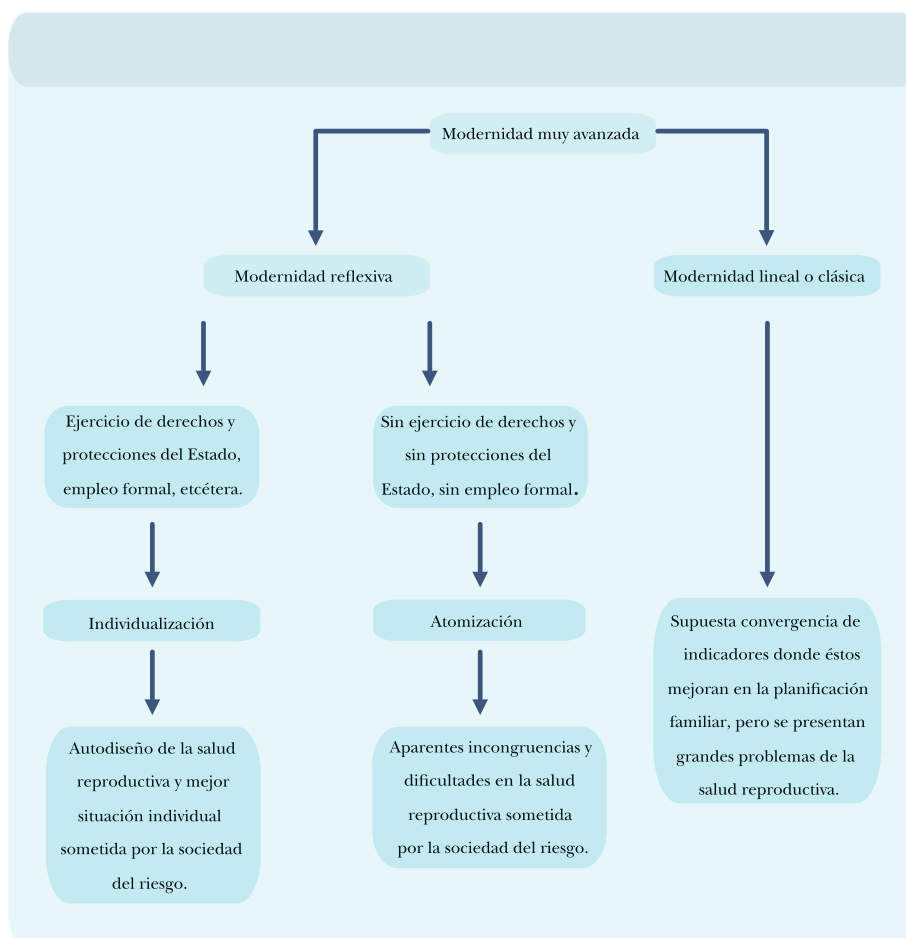 Modernidad muy avanzada
Modernidad reflexiva
Modernidad lineal o clásica
Ejercicio de derechos y
protecciones del Estado,
empleo formal, etcétera.
Sin ejercicio de derechos y
sin protecciones del
Estado, sin empleo formal.
Individualización
Atomización
Supuesta convergencia de
indicadores donde éstos
mejoran en la planificación
familiar, pero se presentan
grandes problemas de la
salud reproductiva.
Autodiseño de la salud
reproductiva y mejor
situación individual
sometida por la sociedad
del riesgo.
Aparentes incongruencias y
dificultades en la salud
reproductiva sometida
por la sociedad del riesgo.